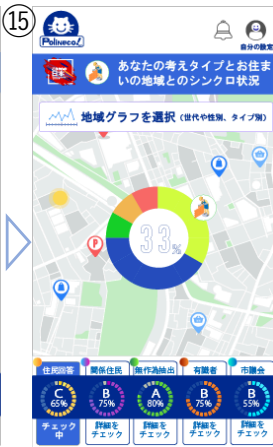 ⑮
Polineco!
自分の設定
あなたの考えタイプとお住ま
いの地域とのシンクロ状況
地域グラフを選択（世代や性別、タイプ別）
33%
P
住民回答 関係住民 無作為抽出 有識者 市議会
C B A B B
65% 75% 80% 75% 55%
チェック 詳細を 詳細を 詳細を 詳細を
中 チェック チェック チェック チェック